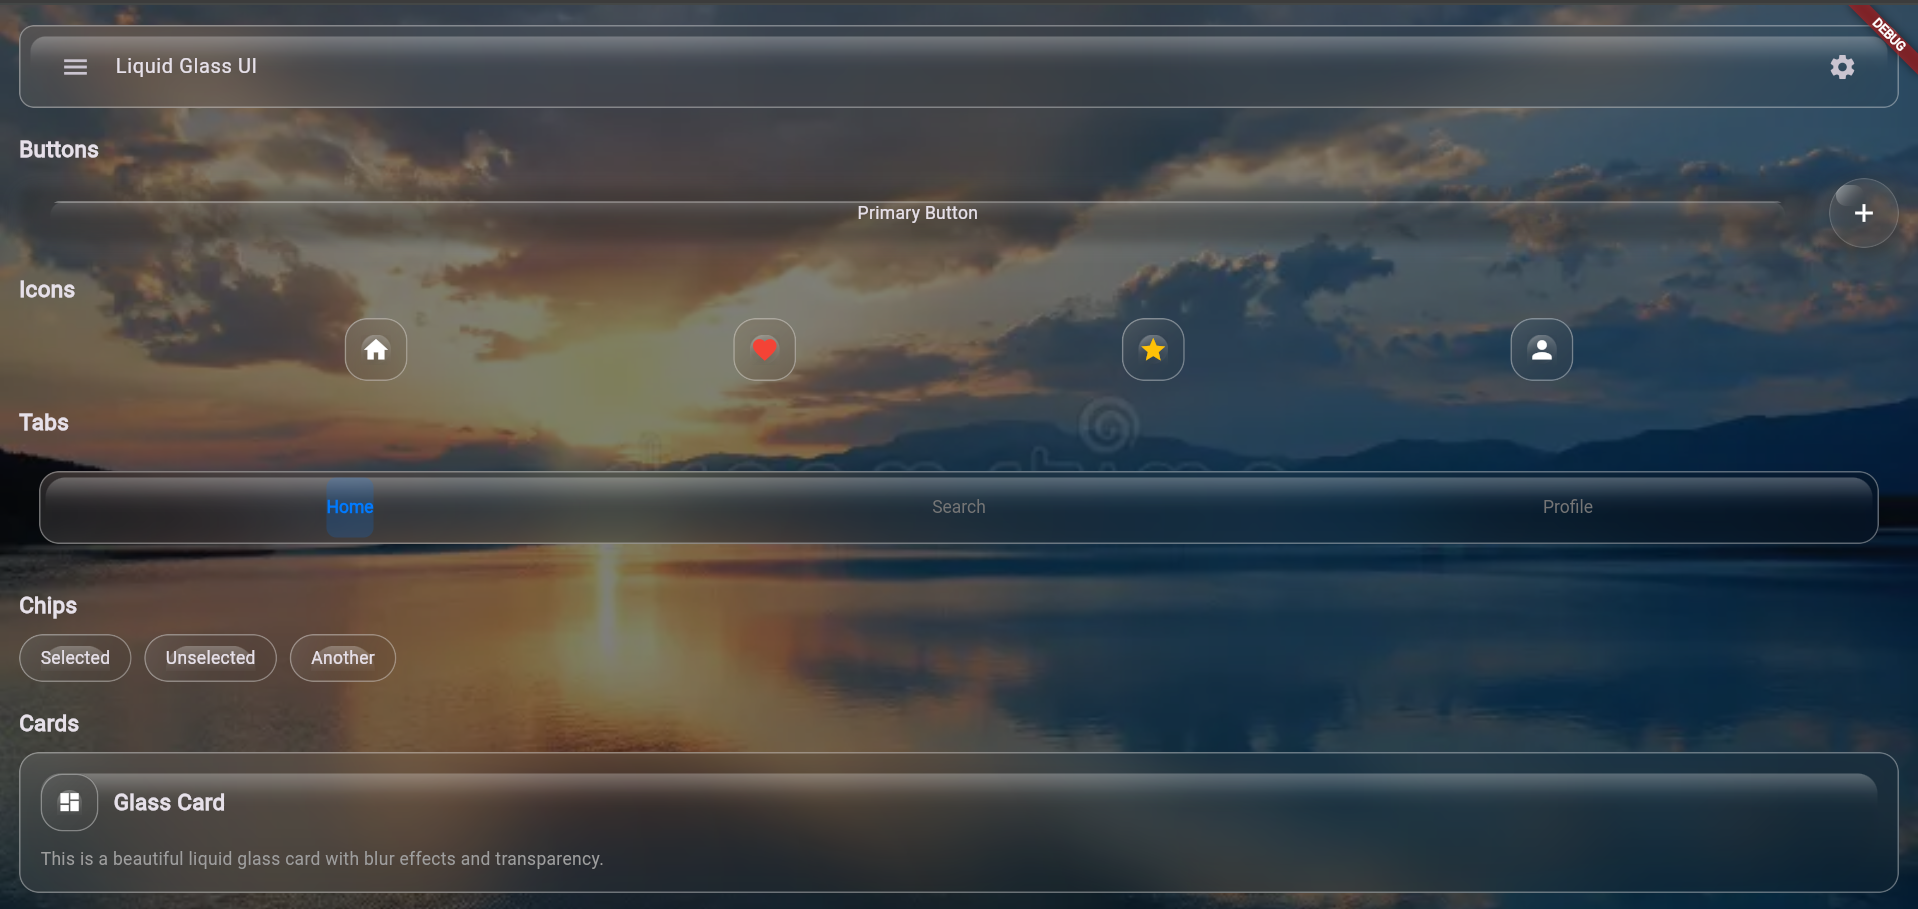 DEBUG
Liquid Glass UI
Buttons
Primary Button
Icons
Tabs
Home Search Profile
Chips
Selected Unselected Another
Cards
Glass Card
This is a beautiful liquid glass card with blur effects and transparency.